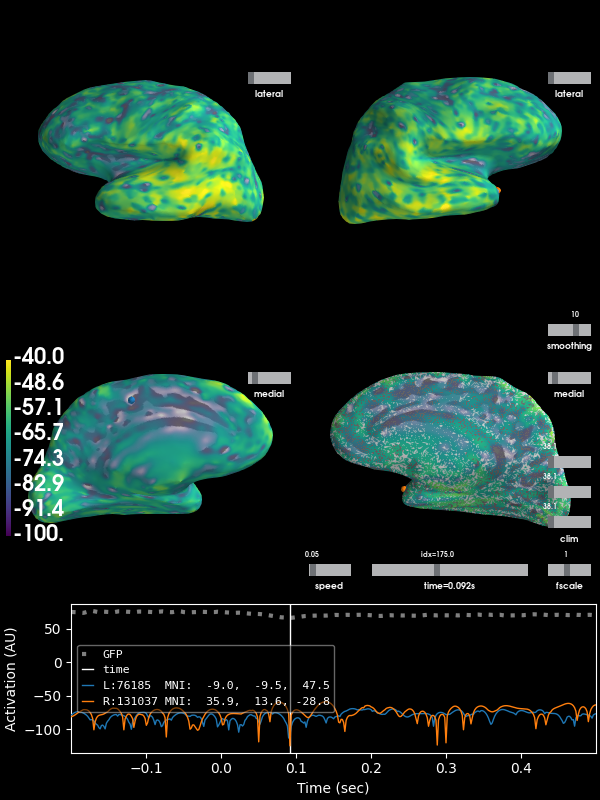 lateral
lateral
10
smoothing
-40.0
-48.6
-57.1
-65.7
-74.3
-82.9
-91.4
-100.
medial
medial
38.1
38.1
38.1
clim
0.05
speed
idx=175.0
time=0.092s
1
fscale
Activation (AU)
50
0
−50
−100
GFP
time
L:76185 MNI: -9.0, -9.5, 47.5
R:131037 MNI: 35.9, 13.6, -28.8
−0.1
0.0
0.1
0.2
0.3
0.4
Time (sec)